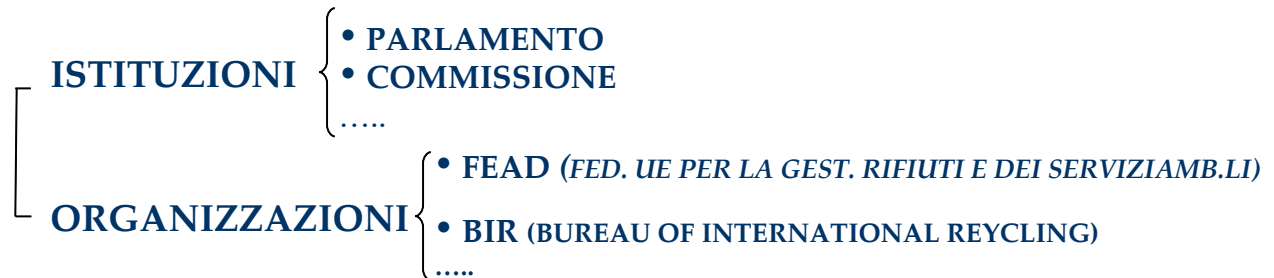 ISTITUZIONI
• PARLAMENTO
• COMMISSIONE
.....
ORGANIZZAZIONI
• FEAD (FED. UE PER LA GEST. RIFIUTI E DEI SERVIZIAMB.LI)
• BIR (BUREAU OF INTERNATIONAL REYCLING)
.....